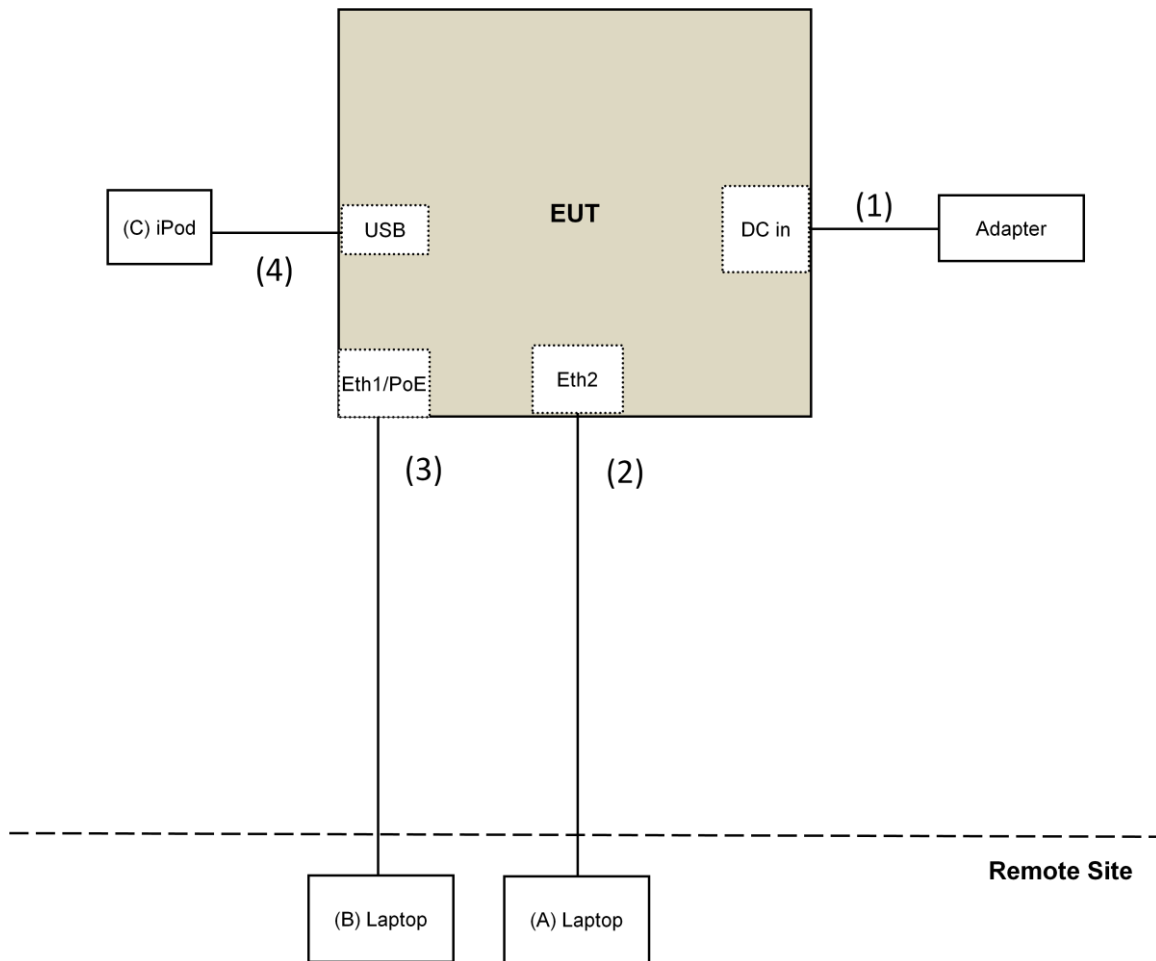 EUT
(C) iPod
USB
(4)
DC in
(1)
Adapter
Eth1/PoE
Eth2
(3)
(2)
Remote Site
(B) Laptop
(A) Laptop